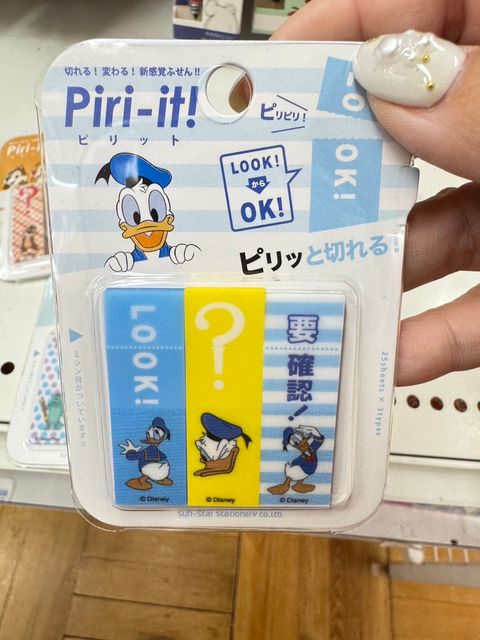 切れる！変わる！新感覚ふせん!!
Piri-it!
ピリット
ピリピリ！
LOOK!
から
OK!
LO
OK!
ピリッと切れる！
LOOK!
?
要確認！
ミシン目がついています☆
25sheets × 3types
© Disney
© Disney
© Disney
sun-star stationery co.,ltd.
Piri-it
?